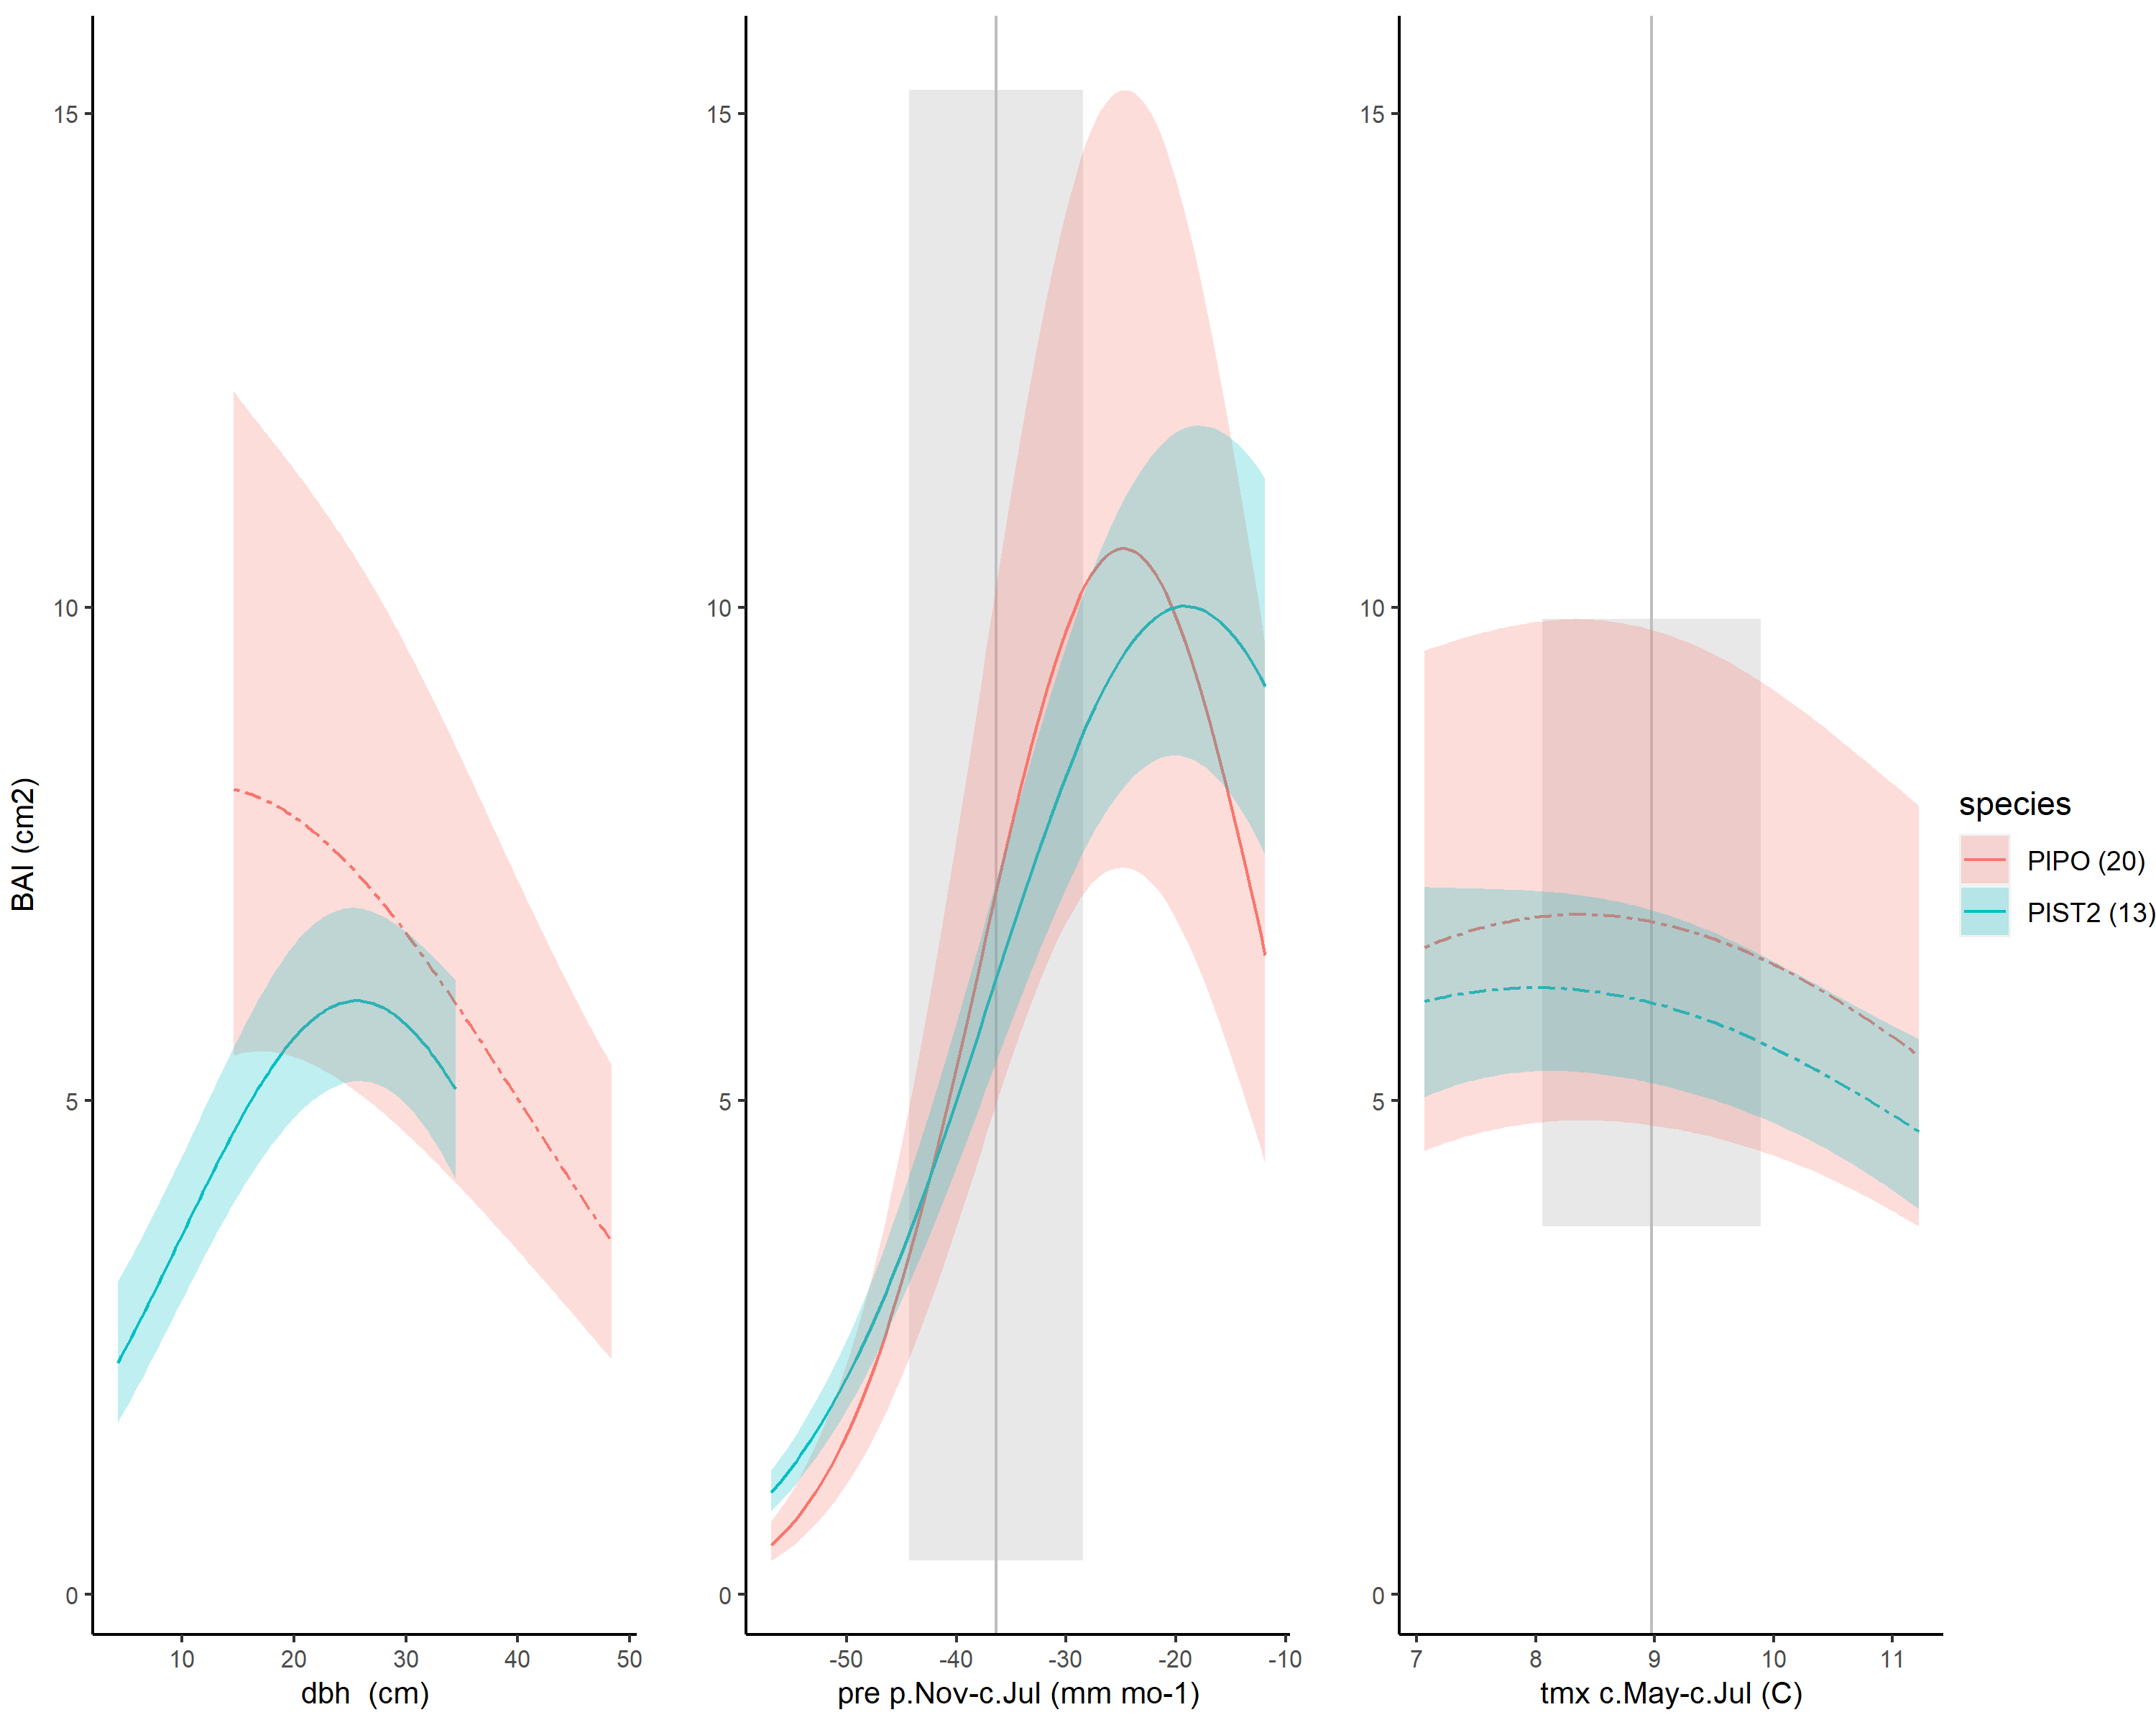 BAI (cm2)
15
10
5
0
10 20 30 40 50
dbh  (cm)
15
10
5
0
-50 -40 -30 -20 -10
pre p.Nov-c.Jul (mm mo-1)
15
10
5
0
7 8 9 10 11
tmx c.May-c.Jul (C)
species
PIPO (20)
PIST2 (13)